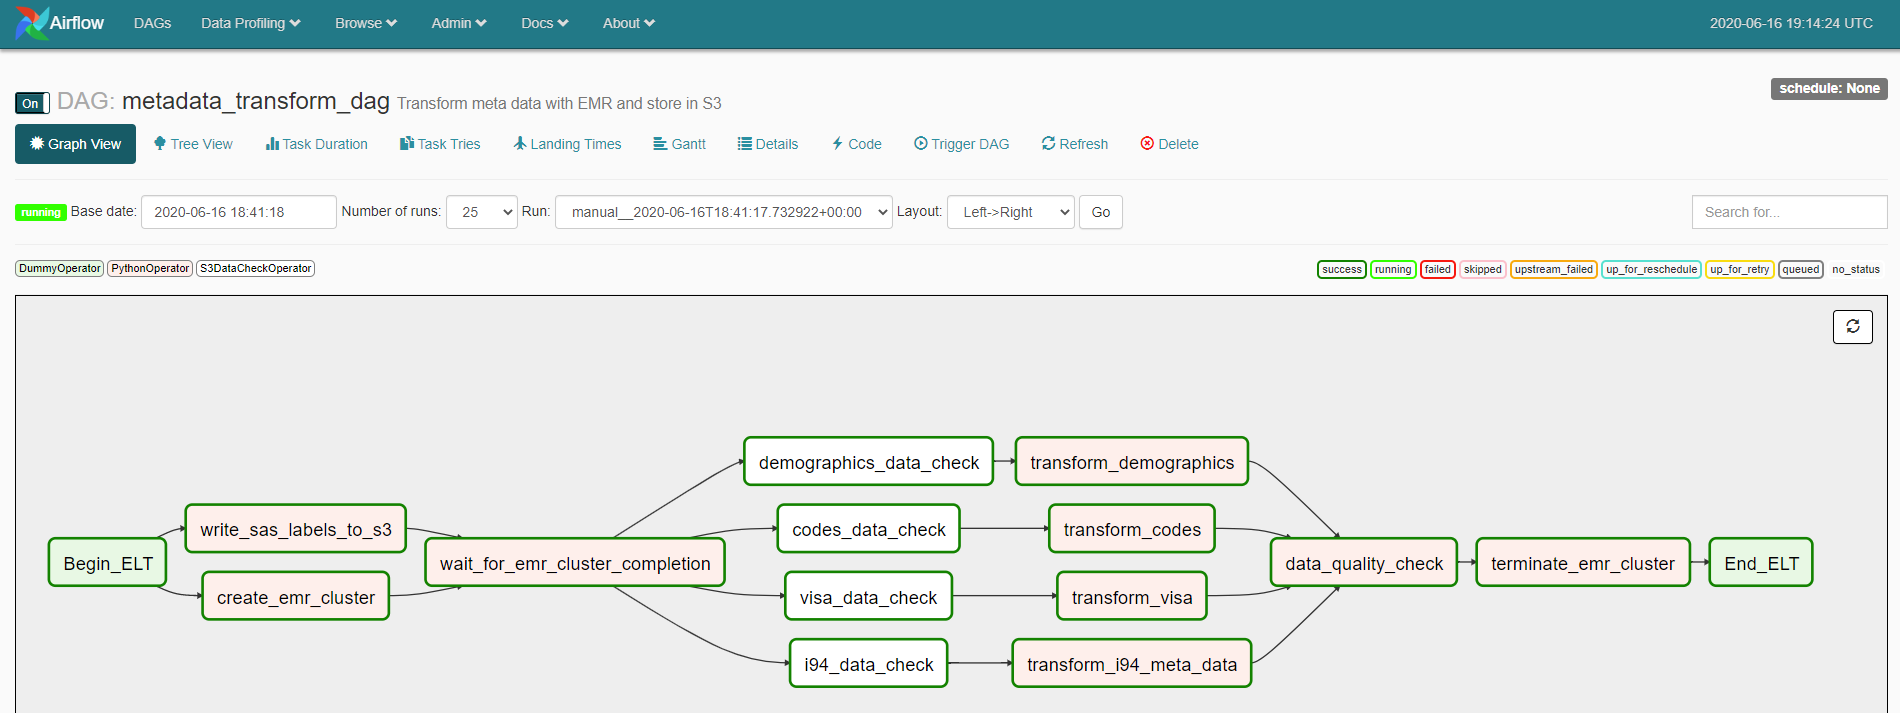 Airflow DAGs Data Profiling Browse Admin Docs About 2020-06-16 19:14:24 UTC
On DAG: metadata_transform_dag Transform meta data with EMR and store in S3 schedule: None
Graph View Tree View Task Duration Task Tries Landing Times Gantt Details Code Trigger DAG Refresh Delete
running Base date: 2020-06-16 18:41:18 Number of runs: 25 Run: manual__2020-06-16T18:41:17.732922+00:00 Layout: Left->Right Go Search for...
DummyOperator PythonOperator S3DataCheckOperator success running failed skipped upstream_failed up_for_reschedule up_for_retry queued no_status
demographics_data_check transform_demographics
write_sas_labels_to_s3 codes_data_check transform_codes
Begin_ELT wait_for_emr_cluster_completion data_quality_check terminate_emr_cluster End_ELT
create_emr_cluster visa_data_check transform_visa
i94_data_check transform_i94_meta_data